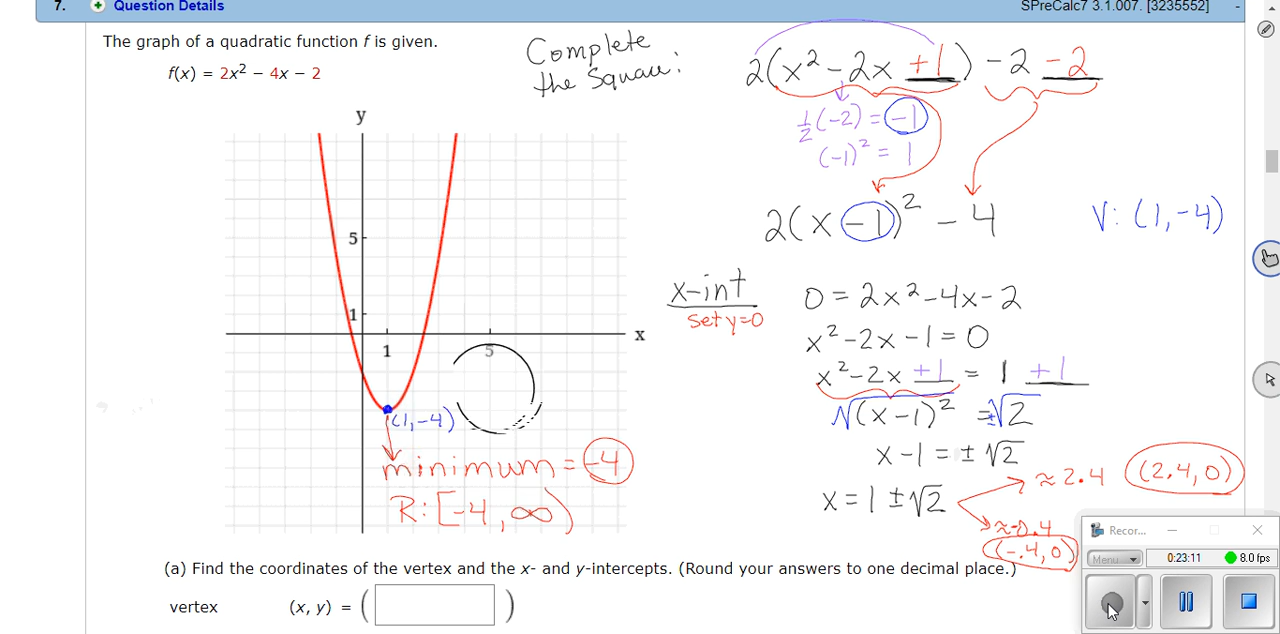 7. Question Details SPreCalc7 3.1.007. [3235552] -
The graph of a quadratic function f is given.
f(x) = 2x² − 4x − 2
Complete
the Square:
2(x² − 2x +1) − 2 − 2
½(−2) = −1
(−1)² = 1
2(x − 1)² − 4
V: (1, −4)
y
5
1
x
1
5
(1, −4)
minimum = −4
R: [−4, ∞)
x-int
set y=0
0 = 2x² − 4x − 2
x² − 2x − 1 = 0
x² − 2x +1 = 1 +1
√(x − 1)² = ±√2
x − 1 = ± √2
x = 1 ± √2
≈ 2.4 (2.4, 0)
≈ −0.4
(−.4, 0)
Recor...
Menu 0:23:11 8.0 fps
(a) Find the coordinates of the vertex and the x- and y-intercepts. (Round your answers to one decimal place.)
vertex (x, y) = ( )